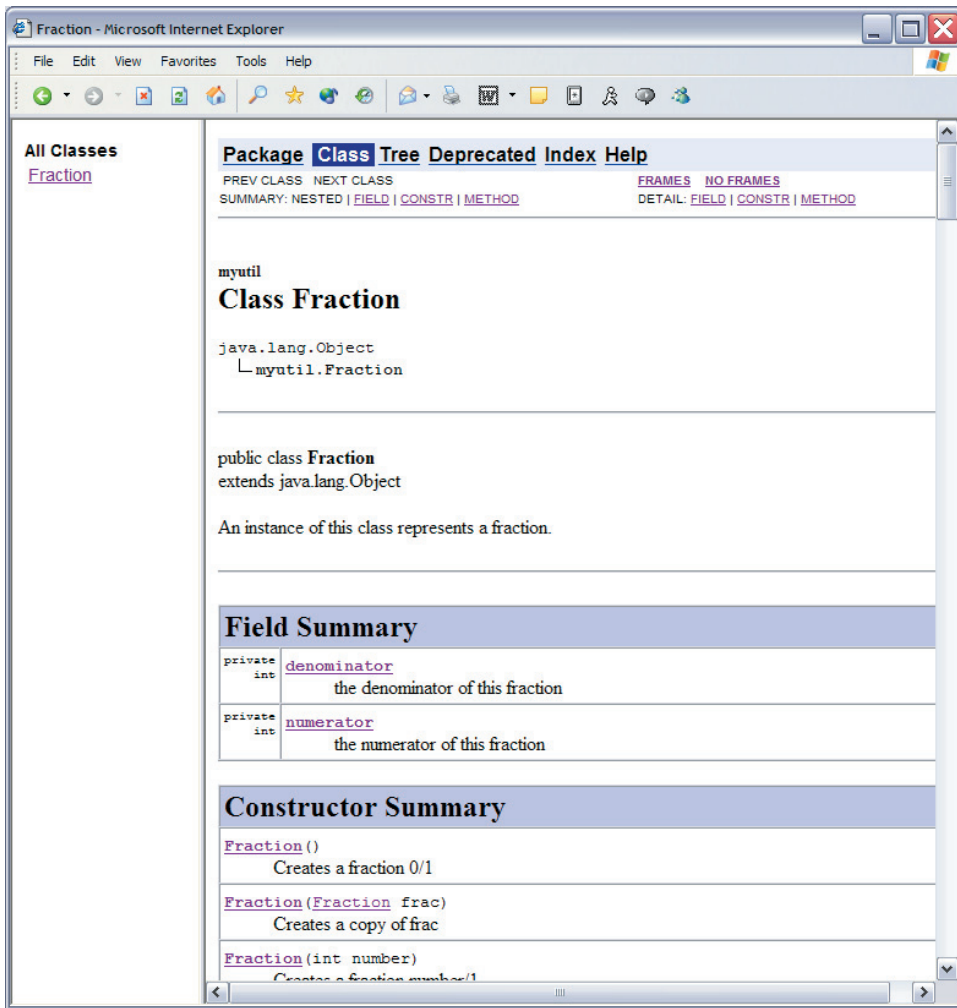 Fraction - Microsoft Internet Explorer
File Edit View Favorites Tools Help
All Classes
Fraction
Package Class Tree Deprecated Index Help
PREV CLASS NEXT CLASS FRAMES NO FRAMES
SUMMARY: NESTED | FIELD | CONSTR | METHOD DETAIL: FIELD | CONSTR | METHOD
myutil
Class Fraction
java.lang.Object
myutil.Fraction
public class Fraction
extends java.lang.Object
An instance of this class represents a fraction.
Field Summary
private int denominator
the denominator of this fraction
private int numerator
the numerator of this fraction
Constructor Summary
Fraction()
Creates a fraction 0/1
Fraction(Fraction frac)
Creates a copy of frac
Fraction(int number)
Creates a fraction number/1